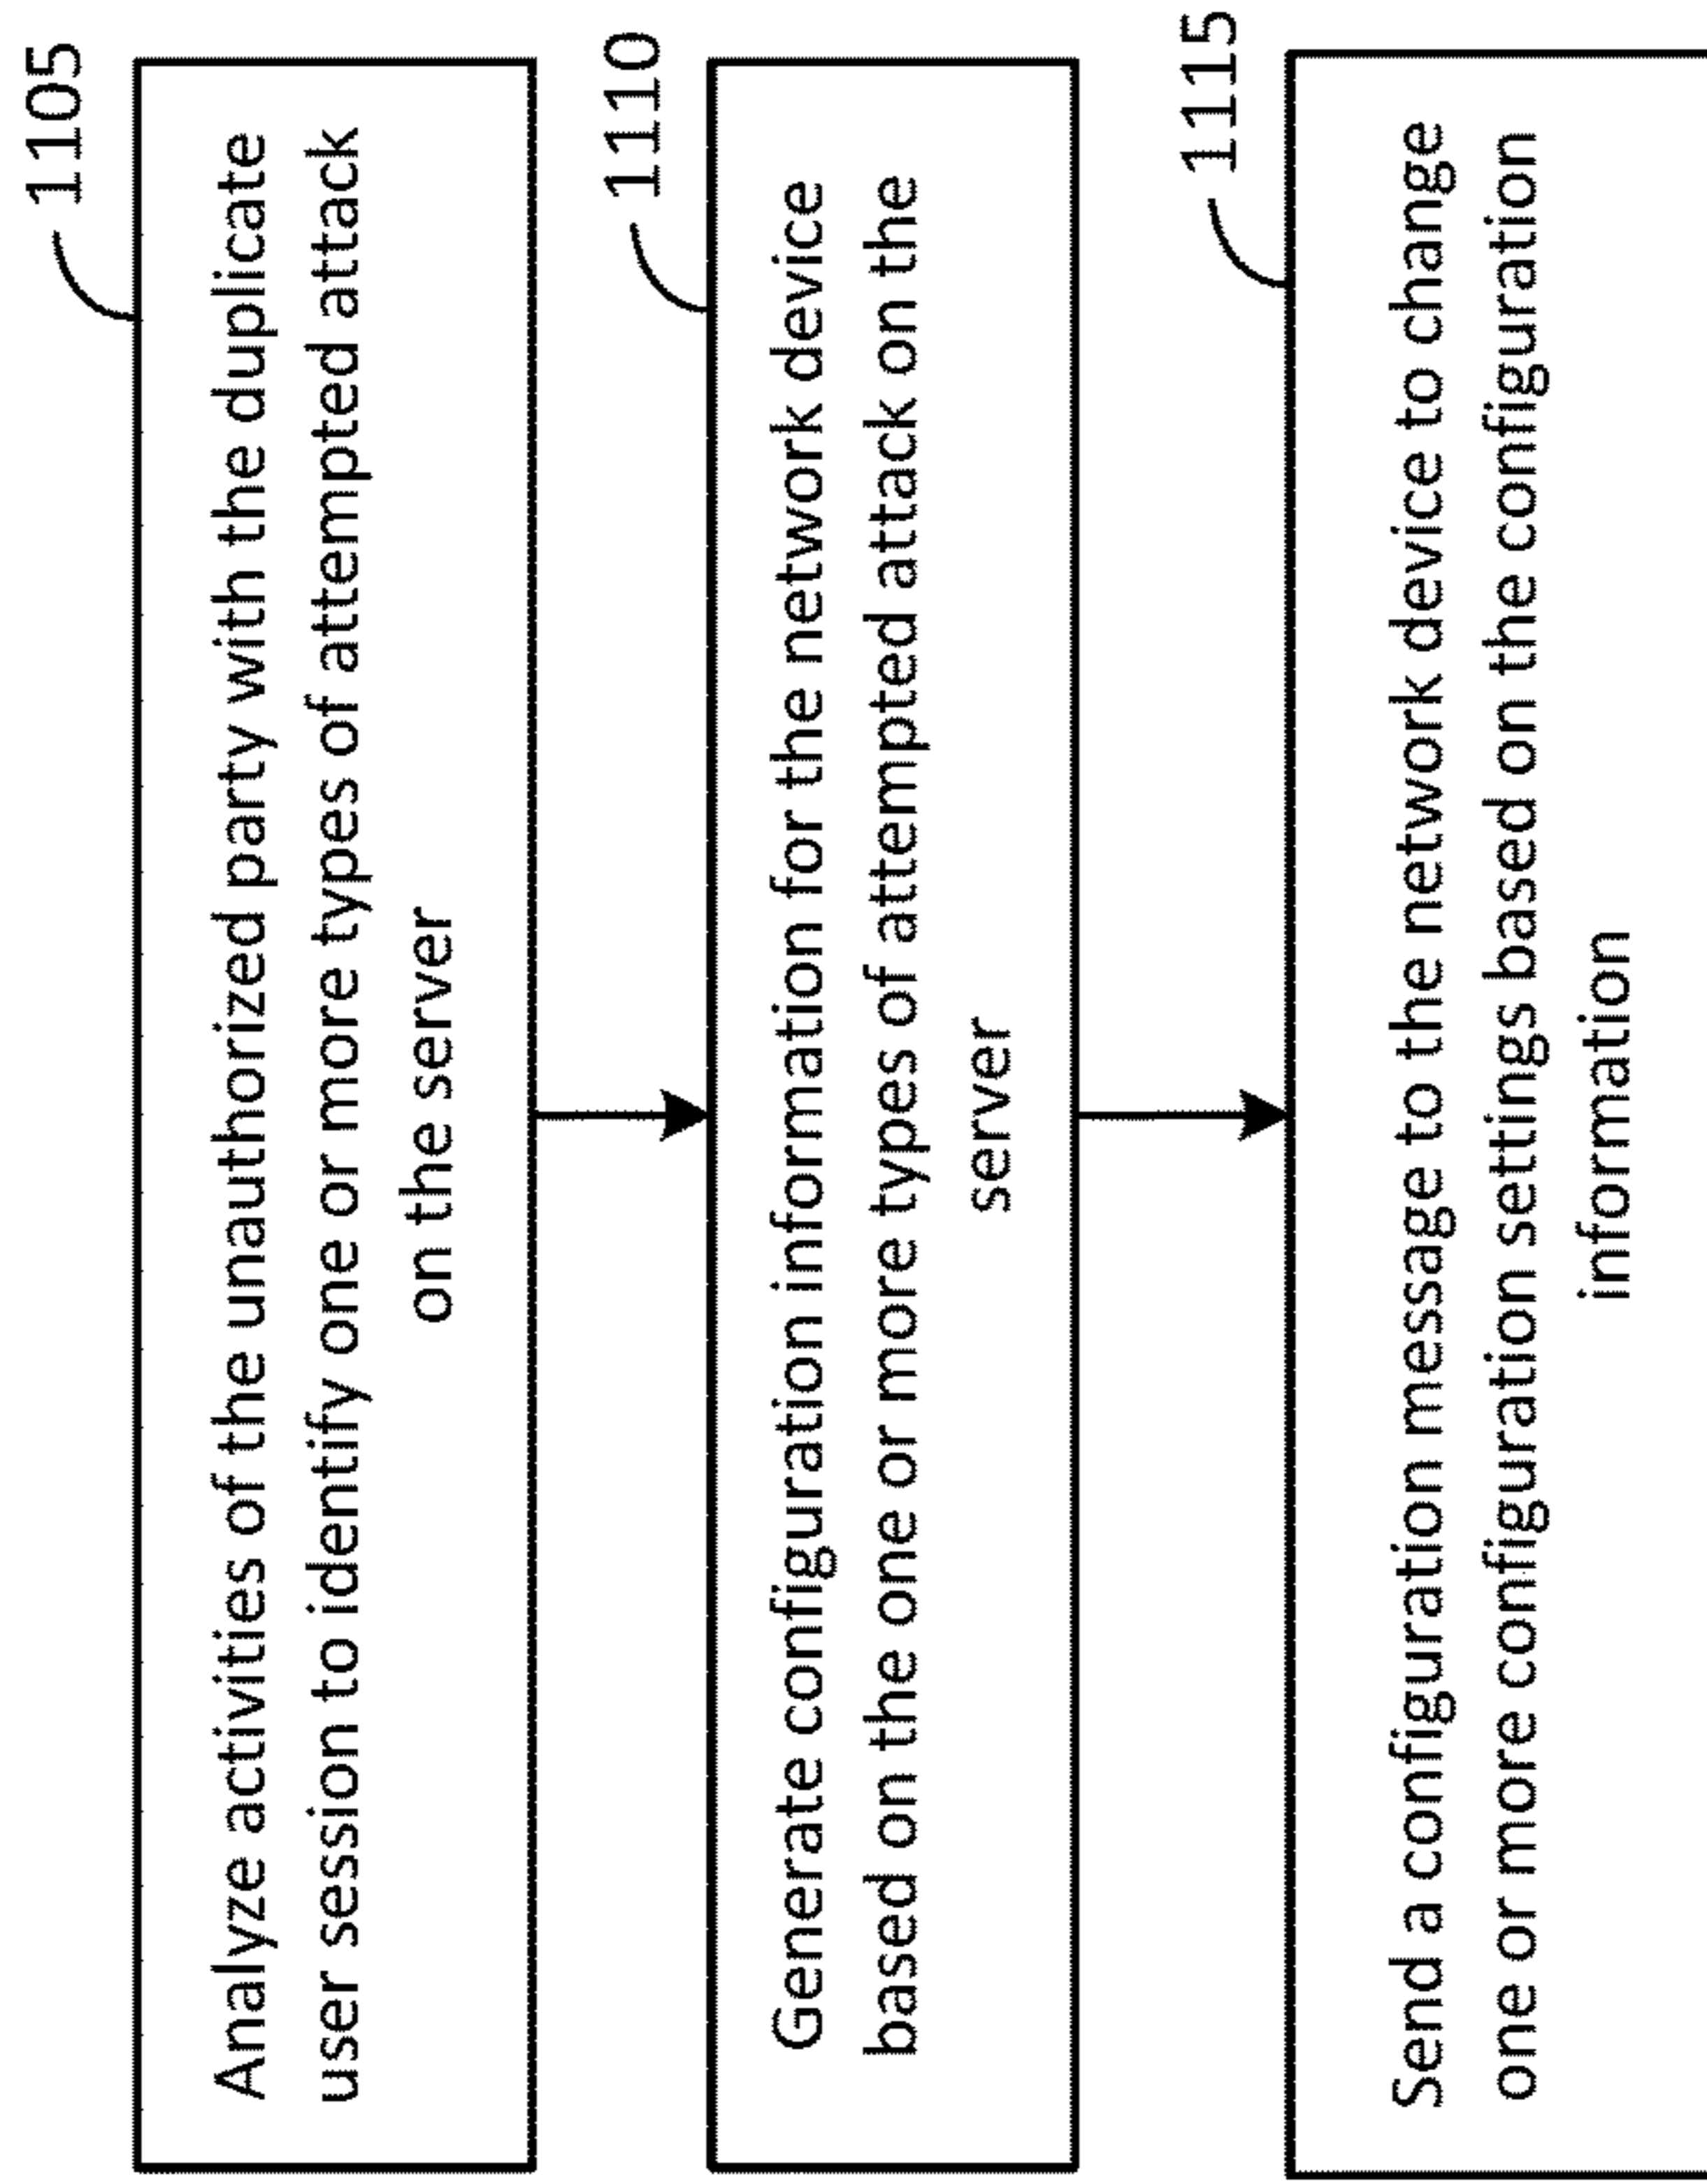 1105
Analyze activities of the unauthorized party with the duplicate
user session to identify one or more types of attempted attack
on the server
1110
Generate configuration information for the network device
based on the one or more types of attempted attack on the
server
1115
Send a configuration message to the network device to change
one or more configuration settings based on the configuration
information